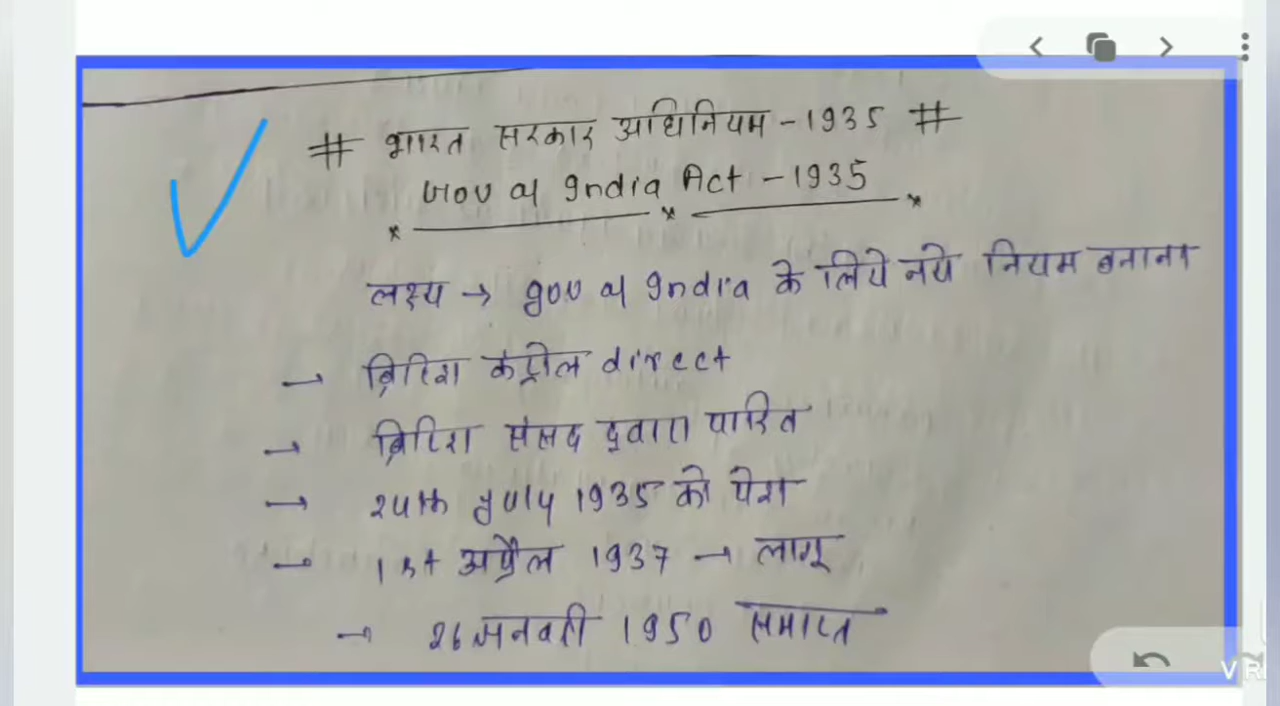 # भारत सरकार अधिनियम - 1935 #
Gov of India Act - 1935
लक्ष्य → gov of India के लिये नये नियम बनाना
→ ब्रिटिश कंट्रोल direct
→ ब्रिटिश संसद द्वारा पारित
→ 24th July 1935 को पेश
→ 1st अप्रैल 1937 → लागू
→ 26 जनवरी 1950 समाप्त